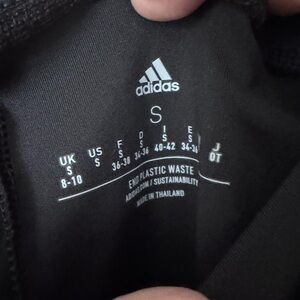 adidas
S
UK US F D I E J
S S S S S S OT
8-10 36-38 34-36 40-42 34-36
END PLASTIC WASTE
ADIDAS.COM/SUSTAINABILITY
MADE IN THAILAND